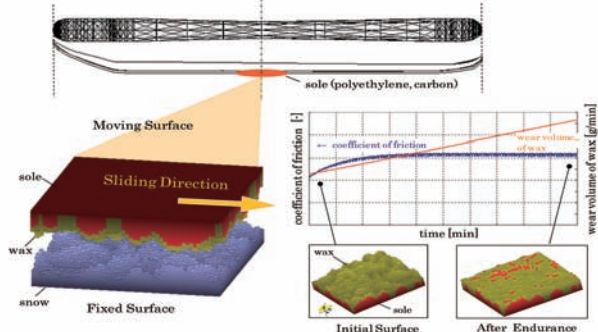 sole (polyethylene, carbon)
Moving Surface
sole
Sliding Direction
wax
snow
Fixed Surface
coefficient of friction [-]
← coefficient of friction
wear volume
of wax
wear volume of wax [g/min]
time [min]
wax
sole
Initial Surface
After Endurance